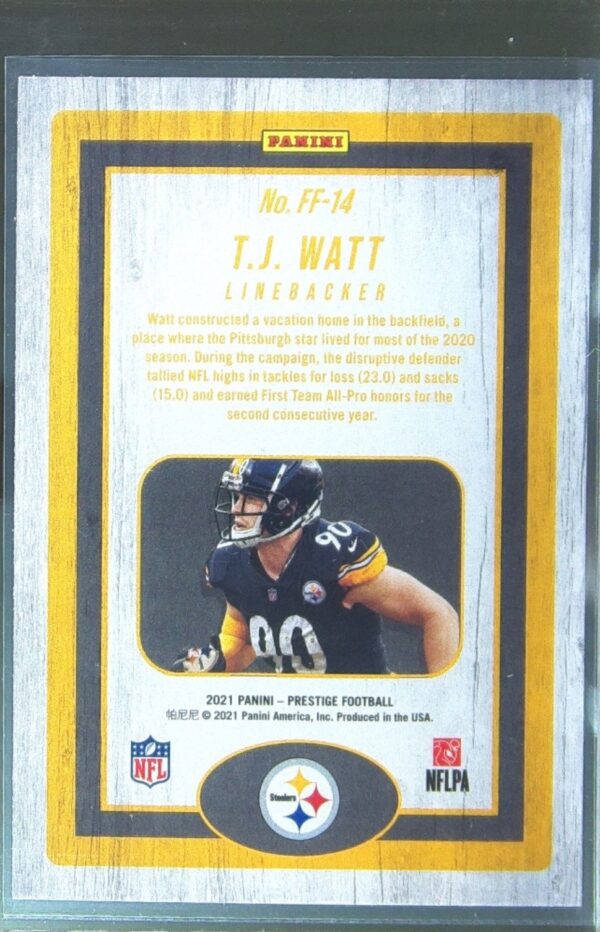 PANINI
No. FF-14
T.J. WATT
LINEBACKER
Watt constructed a vacation home in the backfield, a
place where the Pittsburgh star lived for most of the 2020
season. During the campaign, the disruptive defender
tallied NFL highs in tackles for loss (23.0) and sacks
(15.0) and earned First Team All-Pro honors for the
second consecutive year.
90
90
2021 PANINI – PRESTIGE FOOTBALL
帕尼尼 © 2021 Panini America, Inc. Produced in the USA.
NFL
NFLPA
Steelers